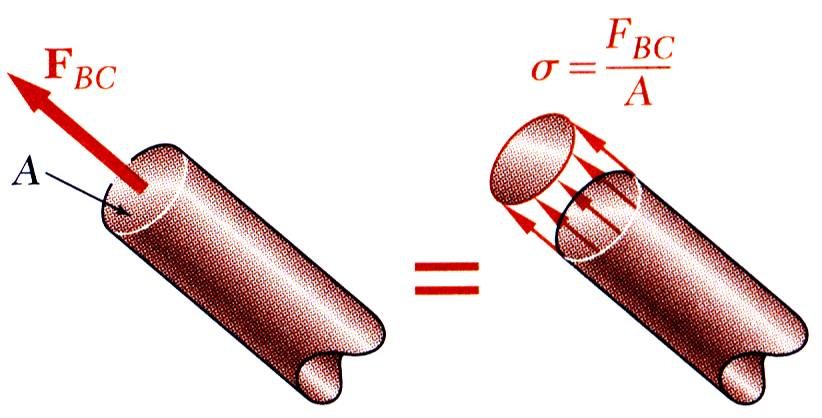 F_BC
A
σ = F_BC / A
=